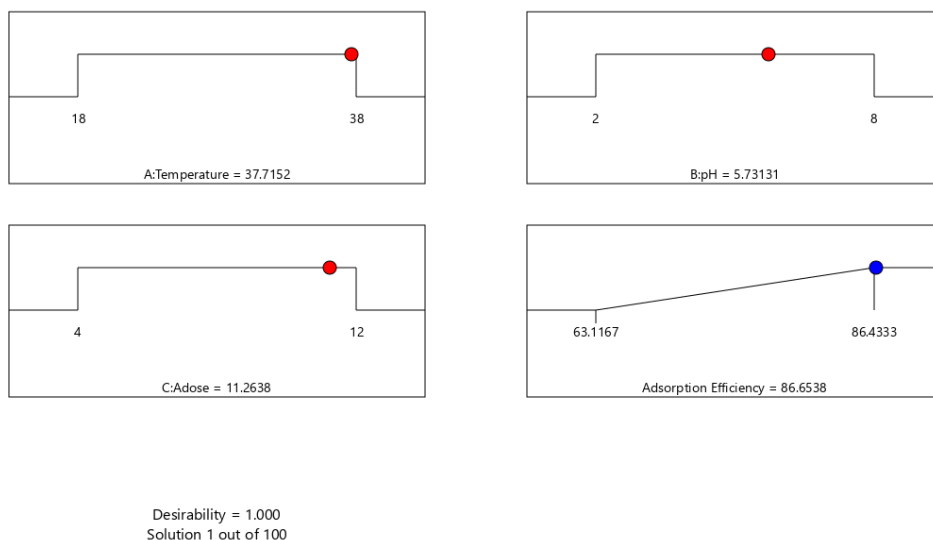 18
38
A:Temperature = 37.7152
2
8
B:pH = 5.73131
4
12
C:Adose = 11.2638
63.1167
86.4333
Adsorption Efficiency = 86.6538
Desirability = 1.000
Solution 1 out of 100